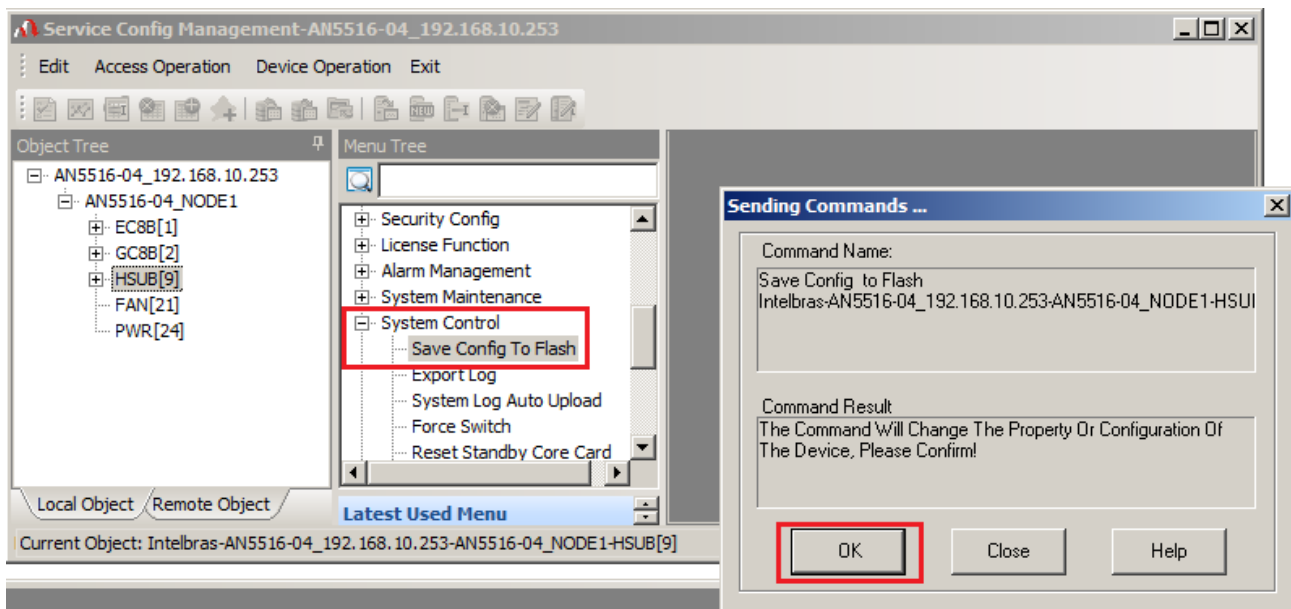 Service Config Management-AN5516-04_192.168.10.253
Edit Access Operation Device Operation Exit
Object Tree
AN5516-04_192.168.10.253
AN5516-04_NODE1
EC8B[1]
GC8B[2]
HSUB[9]
FAN[21]
PWR[24]
Local Object Remote Object
Menu Tree
Security Config
License Function
Alarm Management
System Maintenance
System Control
Save Config To Flash
Export Log
System Log Auto Upload
Force Switch
Reset Standby Core Card
Latest Used Menu
Current Object: Intelbras-AN5516-04_192.168.10.253-AN5516-04_NODE1-HSUB[9]
Sending Commands ...
Command Name:
Save Config to Flash
Intelbras-AN5516-04_192.168.10.253-AN5516-04_NODE1-HSUI
Command Result
The Command Will Change The Property Or Configuration Of
The Device, Please Confirm!
OK Close Help